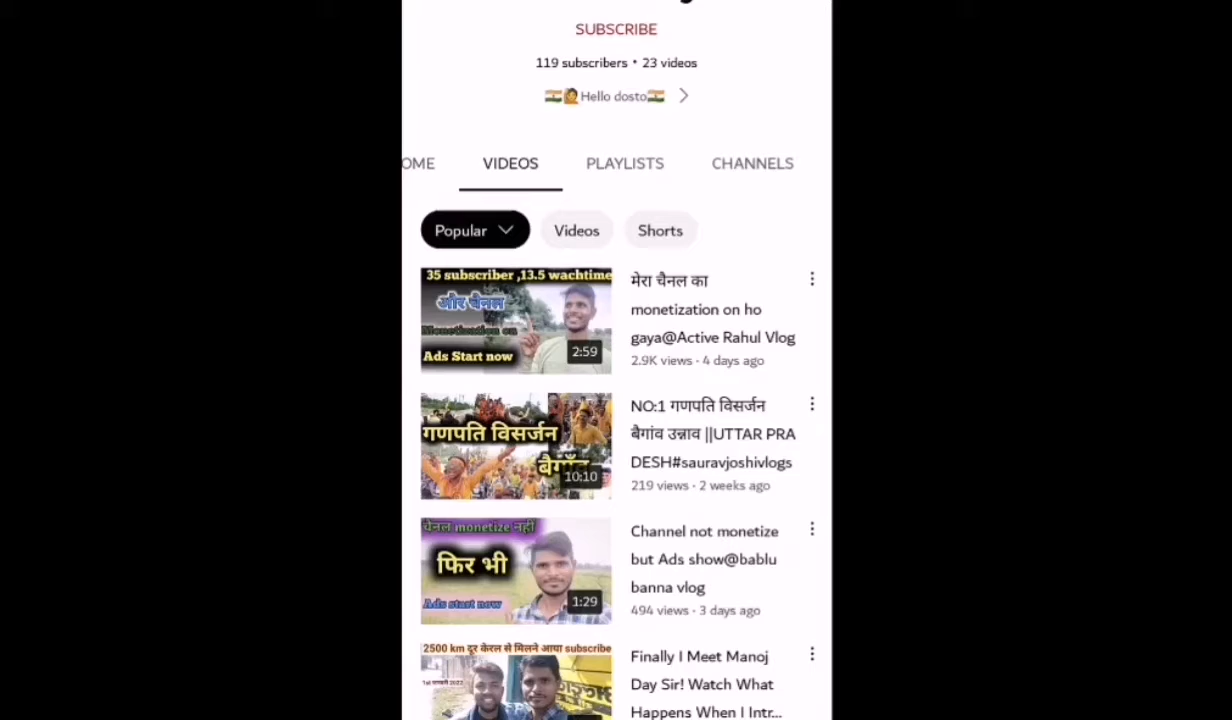 SUBSCRIBE
119 subscribers • 23 videos
Hello dosto
OME VIDEOS PLAYLISTS CHANNELS
Popular Videos Shorts
35 subscriber ,13.5 wachtime
और चैनल
Monetization on
Ads Start now
2:59
मेरा चैनल का
monetization on ho
gaya@Active Rahul Vlog
2.9K views · 4 days ago
गणपति विसर्जन
बैगाँव
10:10
NO:1 गणपति विसर्जन
बैगांव उन्नाव ||UTTAR PRA
DESH#sauravjoshivlogs
219 views · 2 weeks ago
चैनल monetize नहीं
फिर भी
Ads start now
1:29
Channel not monetize
but Ads show@bablu
banna vlog
494 views · 3 days ago
2500 km दूर केरल से मिलने आया subscribe
Finally I Meet Manoj
Day Sir! Watch What
Happens When I Intr...